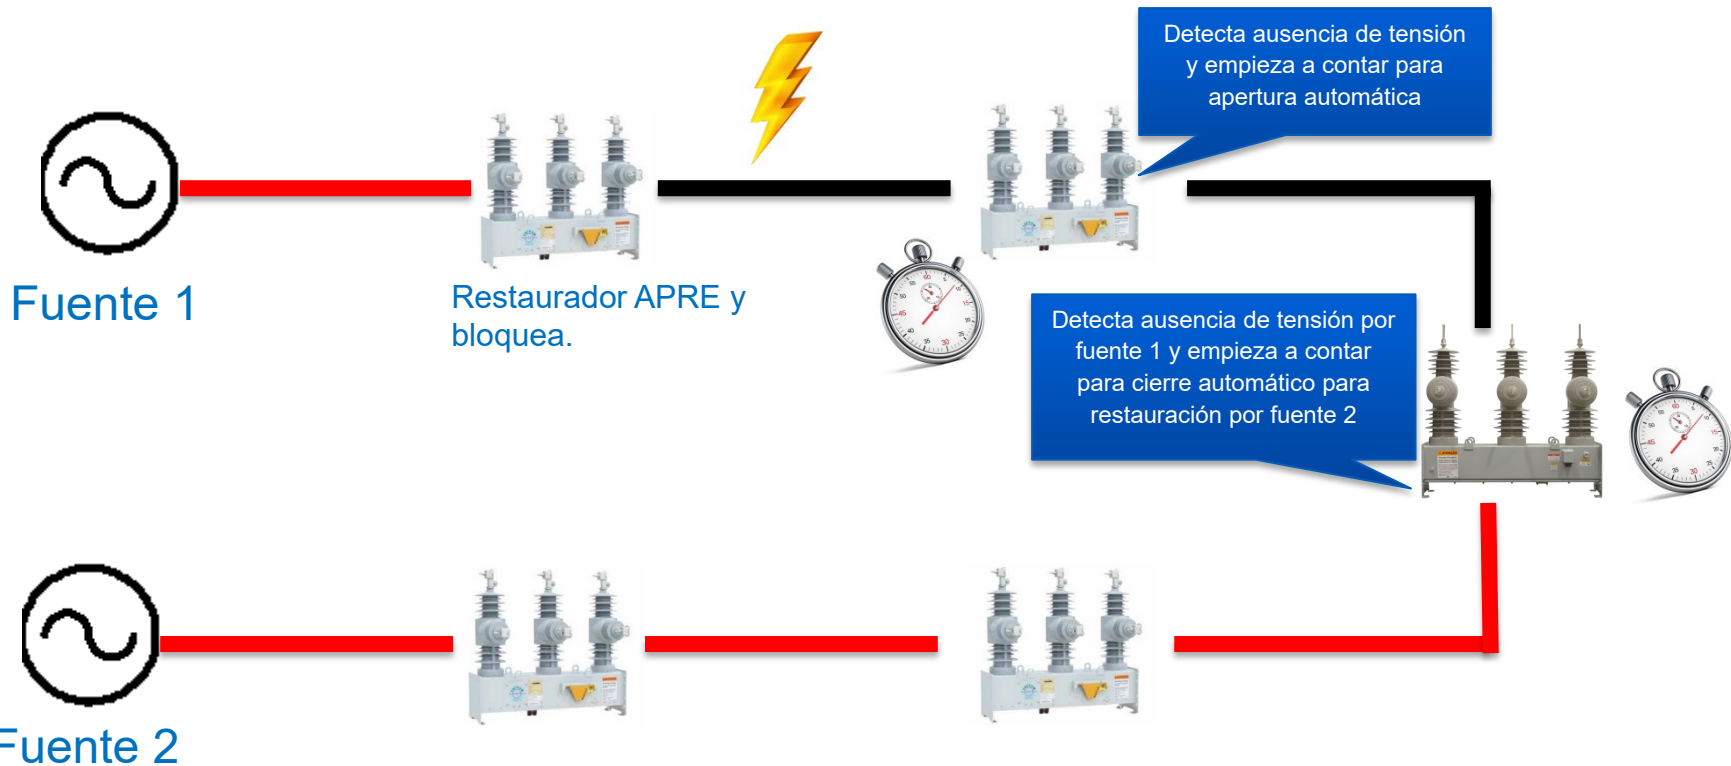 Detecta ausencia de tensión
y empieza a contar para
apertura automática
Fuente 1
Restaurador APRE y
bloquea.
Detecta ausencia de tensión por
fuente 1 y empieza a contar
para cierre automático para
restauración por fuente 2
Fuente 2